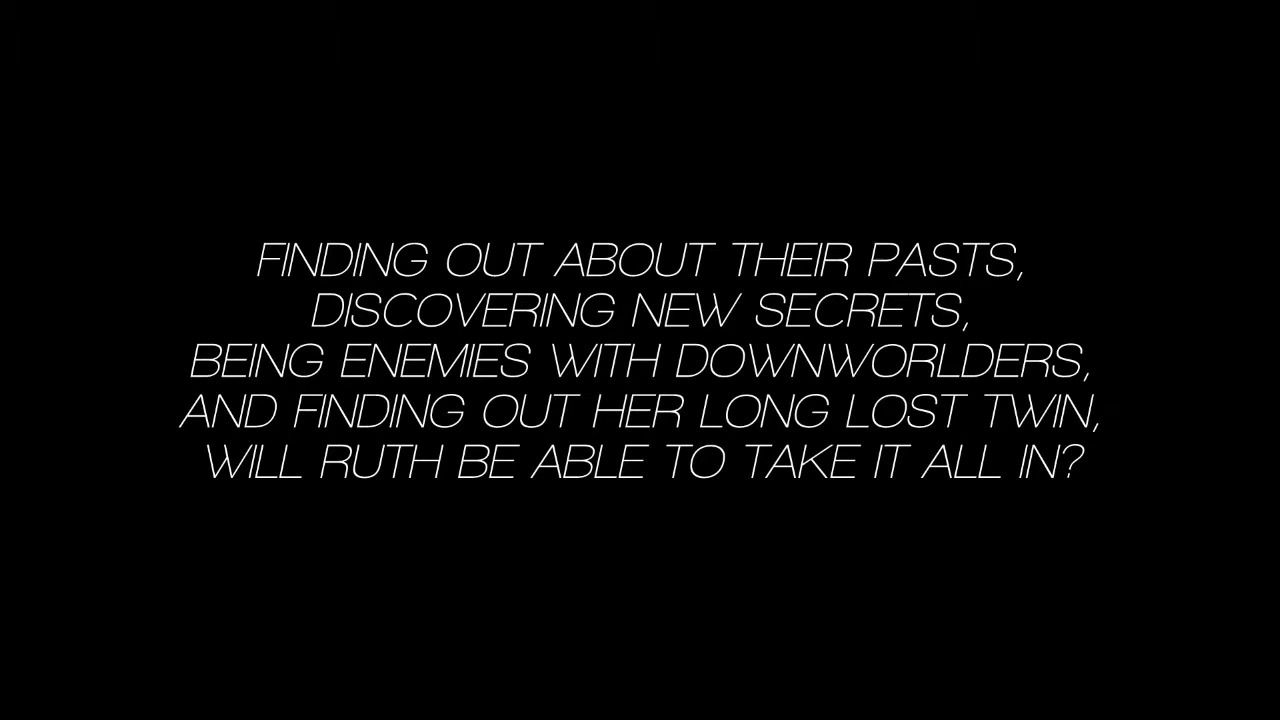 FINDING OUT ABOUT THEIR PASTS,
DISCOVERING NEW SECRETS,
BEING ENEMIES WITH DOWNWORLDERS,
AND FINDING OUT HER LONG LOST TWIN,
WILL RUTH BE ABLE TO TAKE IT ALL IN?